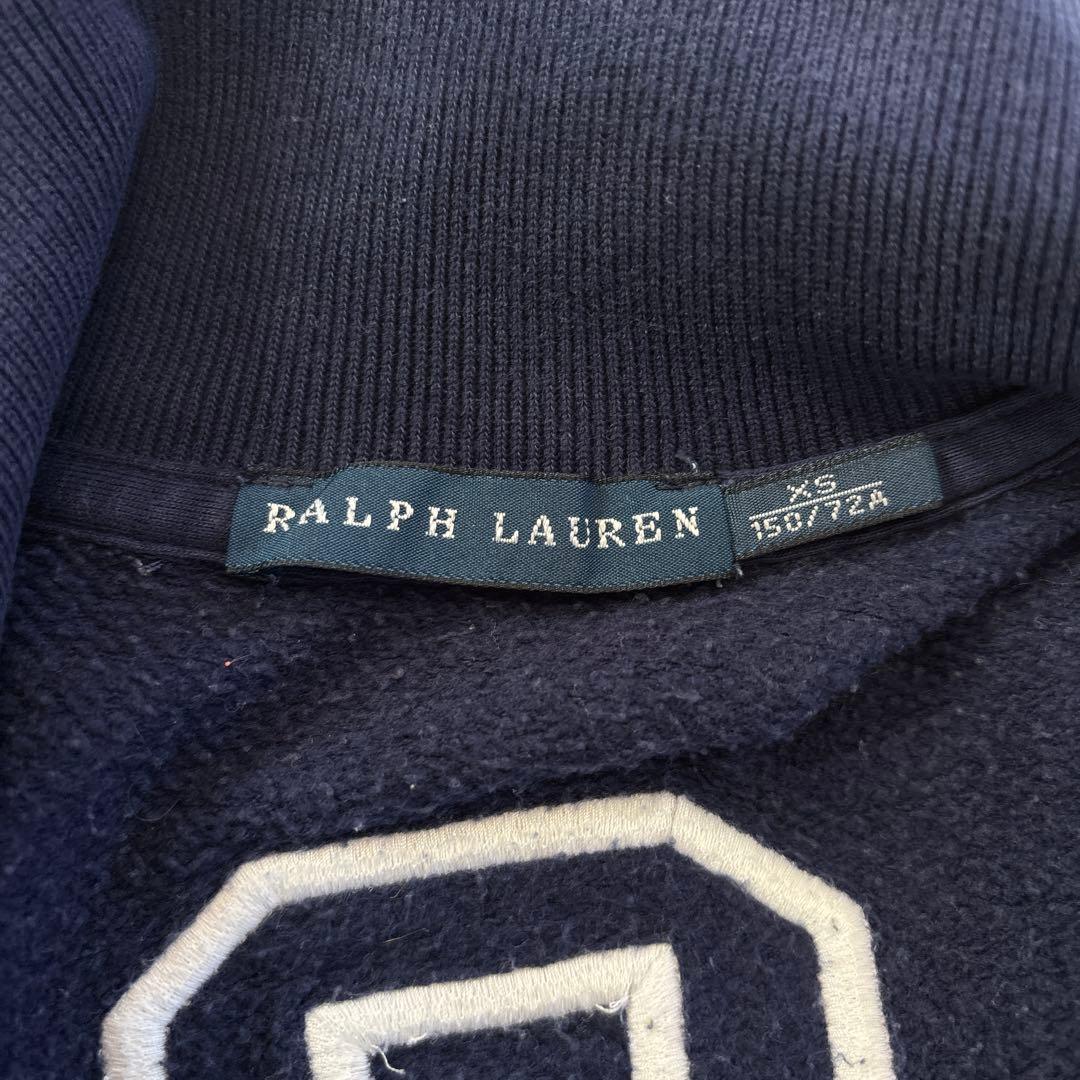 RALPH LAUREN
XS
150/72A